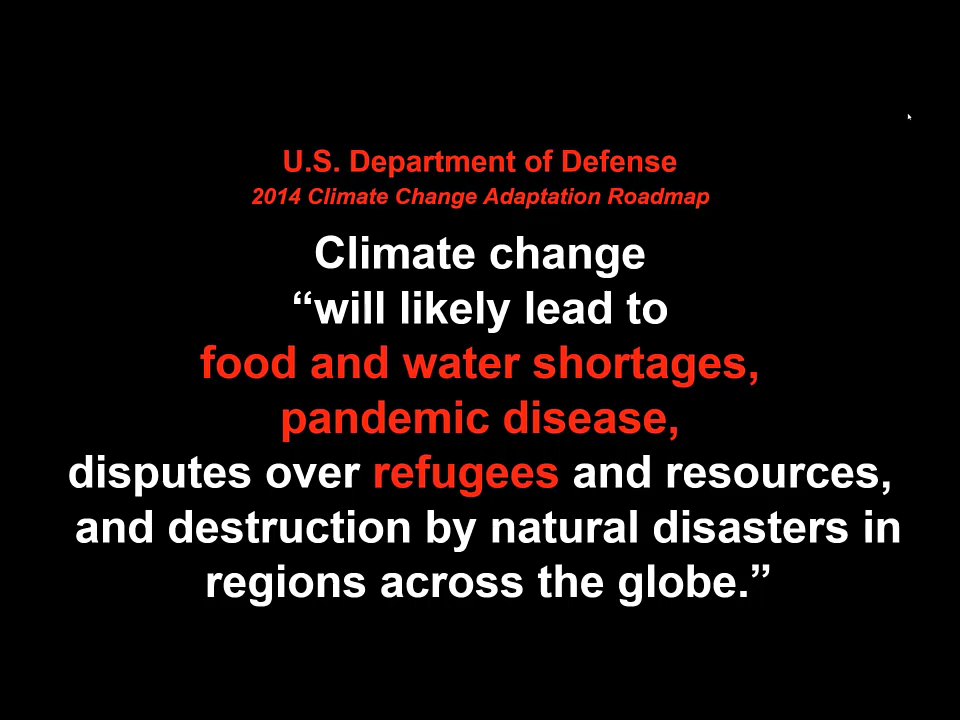 U.S. Department of Defense
2014 Climate Change Adaptation Roadmap
Climate change
“will likely lead to
food and water shortages,
pandemic disease,
disputes over refugees and resources,
and destruction by natural disasters in
regions across the globe.”